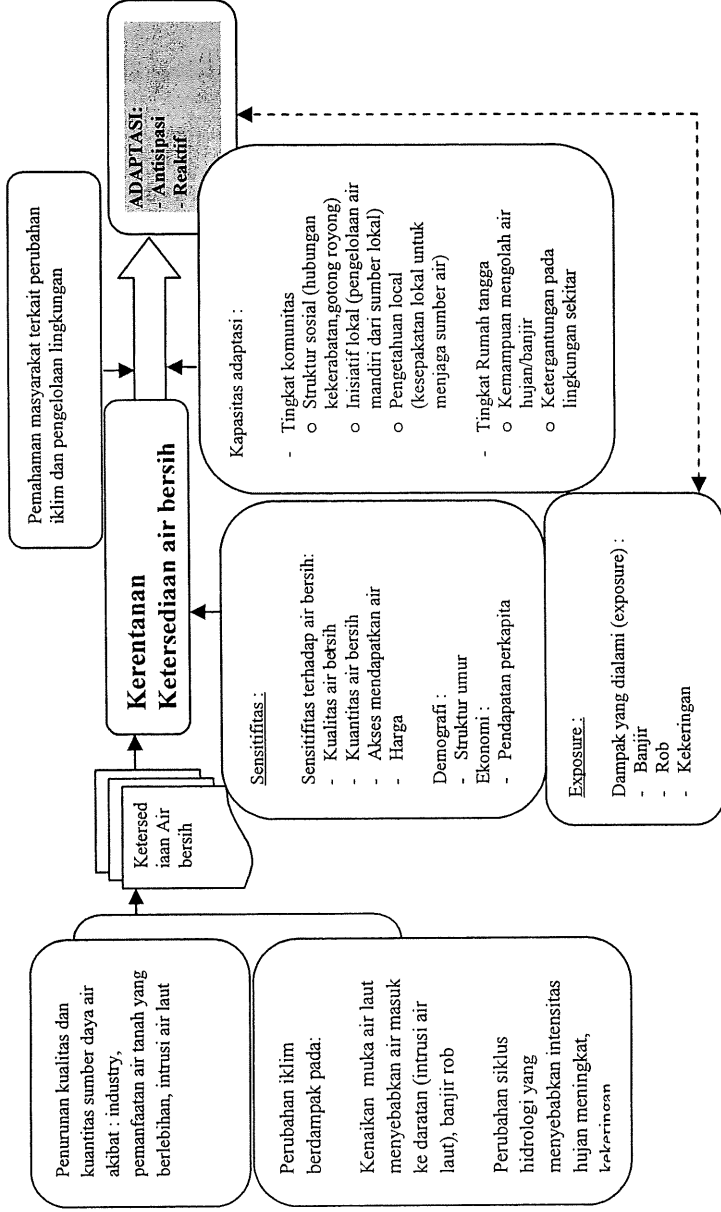 Penurunan kualitas dan
kuantitas sumber daya air
akibat : industry,
pemanfaatan air tanah yang
berlebihan, intrusi air laut
Perubahan iklim
berdampak pada:
Kenaikan muka air laut
menyebabkan air masuk
ke daratan (intrusi air
laut), banjir rob
Perubahan siklus
hidrologi yang
menyebabkan intensitas
hujan meningkat,
kekeringan
Ketersed
iaan Air
bersih
Kerentanan
Ketersediaan air bersih
Pemahaman masyarakat terkait perubahan
iklim dan pengelolaan lingkungan
ADAPTASI:
- Antisipasi
- Reaktif
Sensitifitas :
Sensitifitas terhadap air bersih:
- Kualitas air bersih
- Kuantitas air bersih
- Akses mendapatkan air
- Harga
Demografi :
- Struktur umur
Ekonomi :
- Pendapatan perkapita
Kapasitas adaptasi :
- Tingkat komunitas
o Struktur sosial (hubungan
kekerabatan,gotong royong)
o Inisiatif lokal (pengelolaan air
mandiri dari sumber lokal)
o Pengetahuan local
(kesepakatan lokal untuk
menjaga sumber air)
- Tingkat Rumah tangga
o Kemampuan mengolah air
hujan/banjir
o Ketergantungan pada
lingkungan sekitar
Exposure :
Dampak yang dialami (exposure) :
- Banjir
- Rob
- Kekeringan